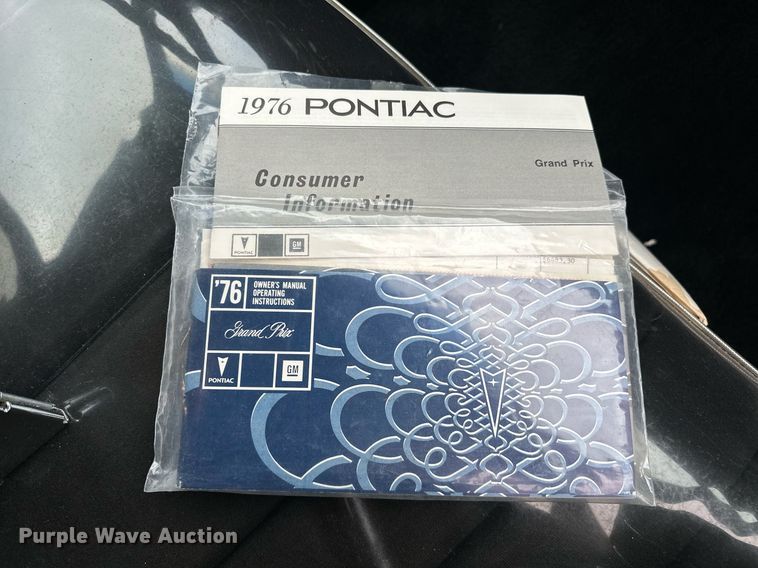 1976 PONTIAC
Grand Prix
Consumer
Information
PONTIAC
GM
'76
OWNER'S MANUAL
OPERATING
INSTRUCTIONS
Grand Prix
PONTIAC
GM
Purple Wave Auction